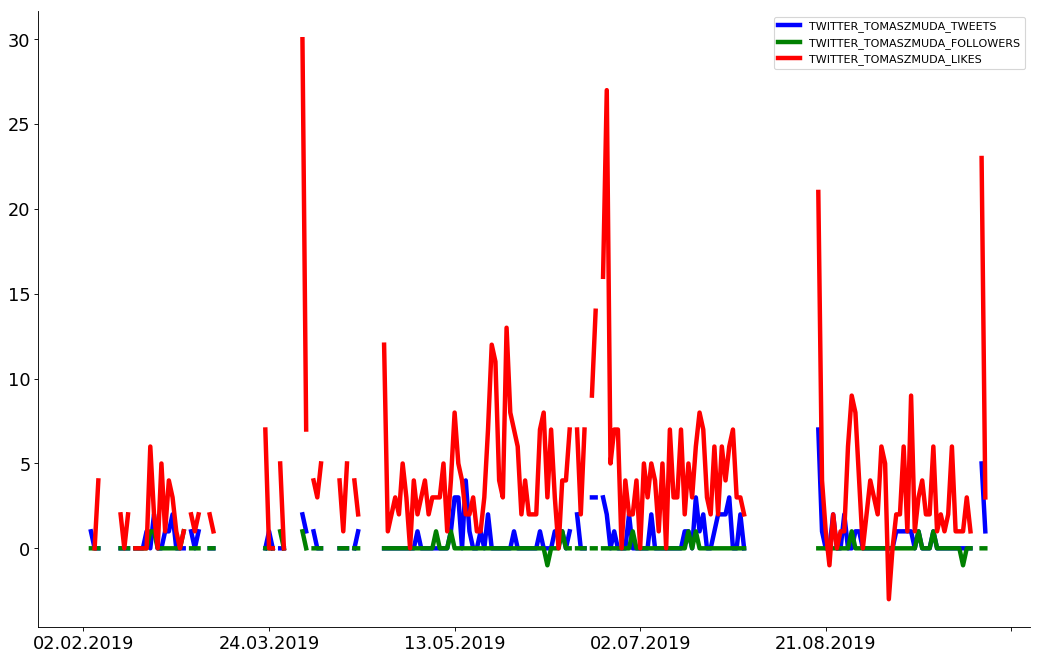 TWITTER_TOMASZMUDA_TWEETS
TWITTER_TOMASZMUDA_FOLLOWERS
TWITTER_TOMASZMUDA_LIKES
30
25
20
15
10
5
0
02.02.2019 24.03.2019 13.05.2019 02.07.2019 21.08.2019